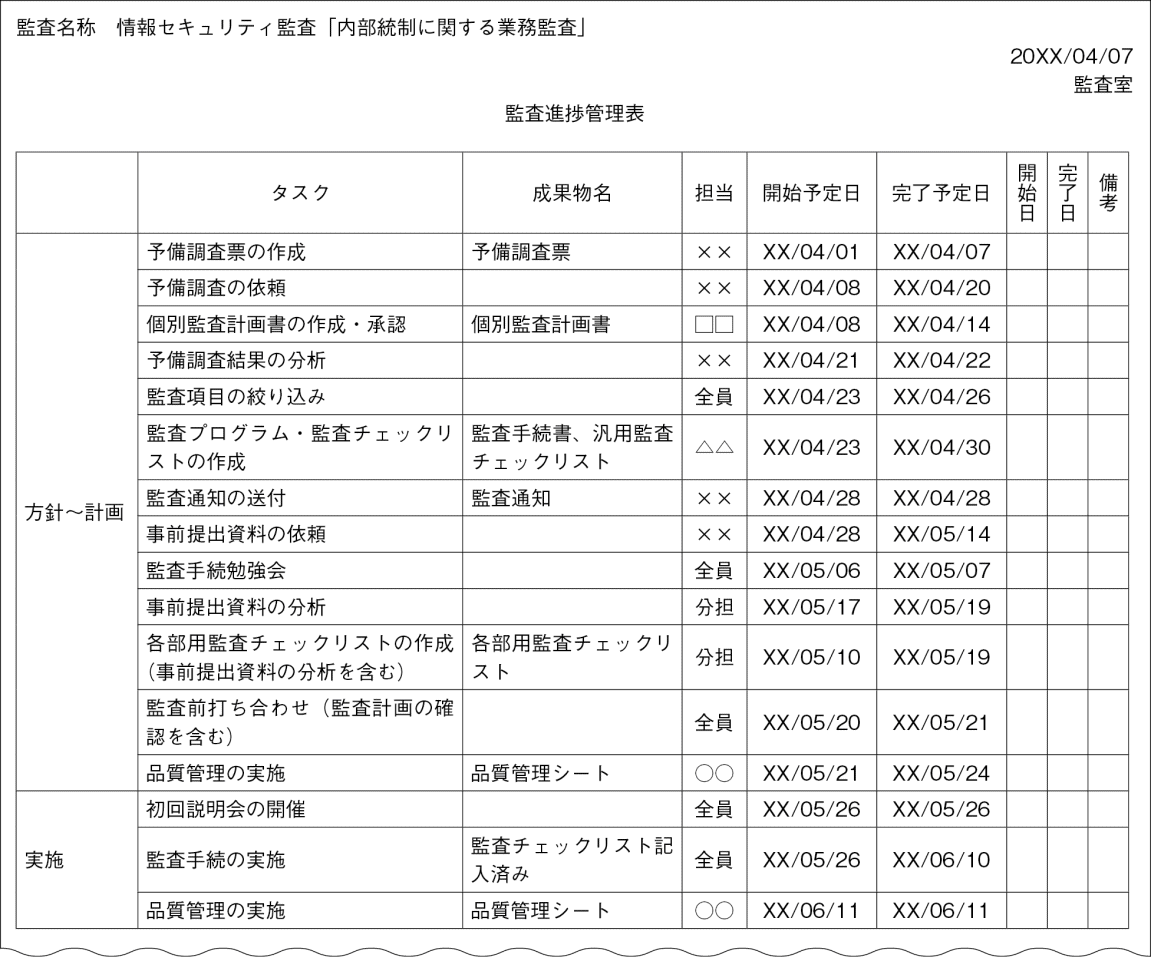 監査名称　情報セキュリティ監査「内部統制に関する業務監査」
20XX/04/07
監査室
監査進捗管理表
タスク 成果物名 担当 開始予定日 完了予定日 開始日 完了日 備考
方針～計画
予備調査票の作成 予備調査票 ×× XX/04/01 XX/04/07
予備調査の依頼 ×× XX/04/08 XX/04/20
個別監査計画書の作成・承認 個別監査計画書 □□ XX/04/08 XX/04/14
予備調査結果の分析 ×× XX/04/21 XX/04/22
監査項目の絞り込み 全員 XX/04/23 XX/04/26
監査プログラム・監査チェックリ
ストの作成
監査手続書、汎用監査
チェックリスト
△△ XX/04/23 XX/04/30
監査通知の送付 監査通知 ×× XX/04/28 XX/04/28
事前提出資料の依頼 ×× XX/04/28 XX/05/14
監査手続勉強会 全員 XX/05/06 XX/05/07
事前提出資料の分析 分担 XX/05/17 XX/05/19
各部用監査チェックリストの作成
（事前提出資料の分析を含む）
各部用監査チェックリ
スト
分担 XX/05/10 XX/05/19
監査前打ち合わせ（監査計画の確
認を含む）
全員 XX/05/20 XX/05/21
品質管理の実施 品質管理シート ○○ XX/05/21 XX/05/24
実施
初回説明会の開催 全員 XX/05/26 XX/05/26
監査手続の実施
監査チェックリスト記
入済み
全員 XX/05/26 XX/06/10
品質管理の実施 品質管理シート ○○ XX/06/11 XX/06/11